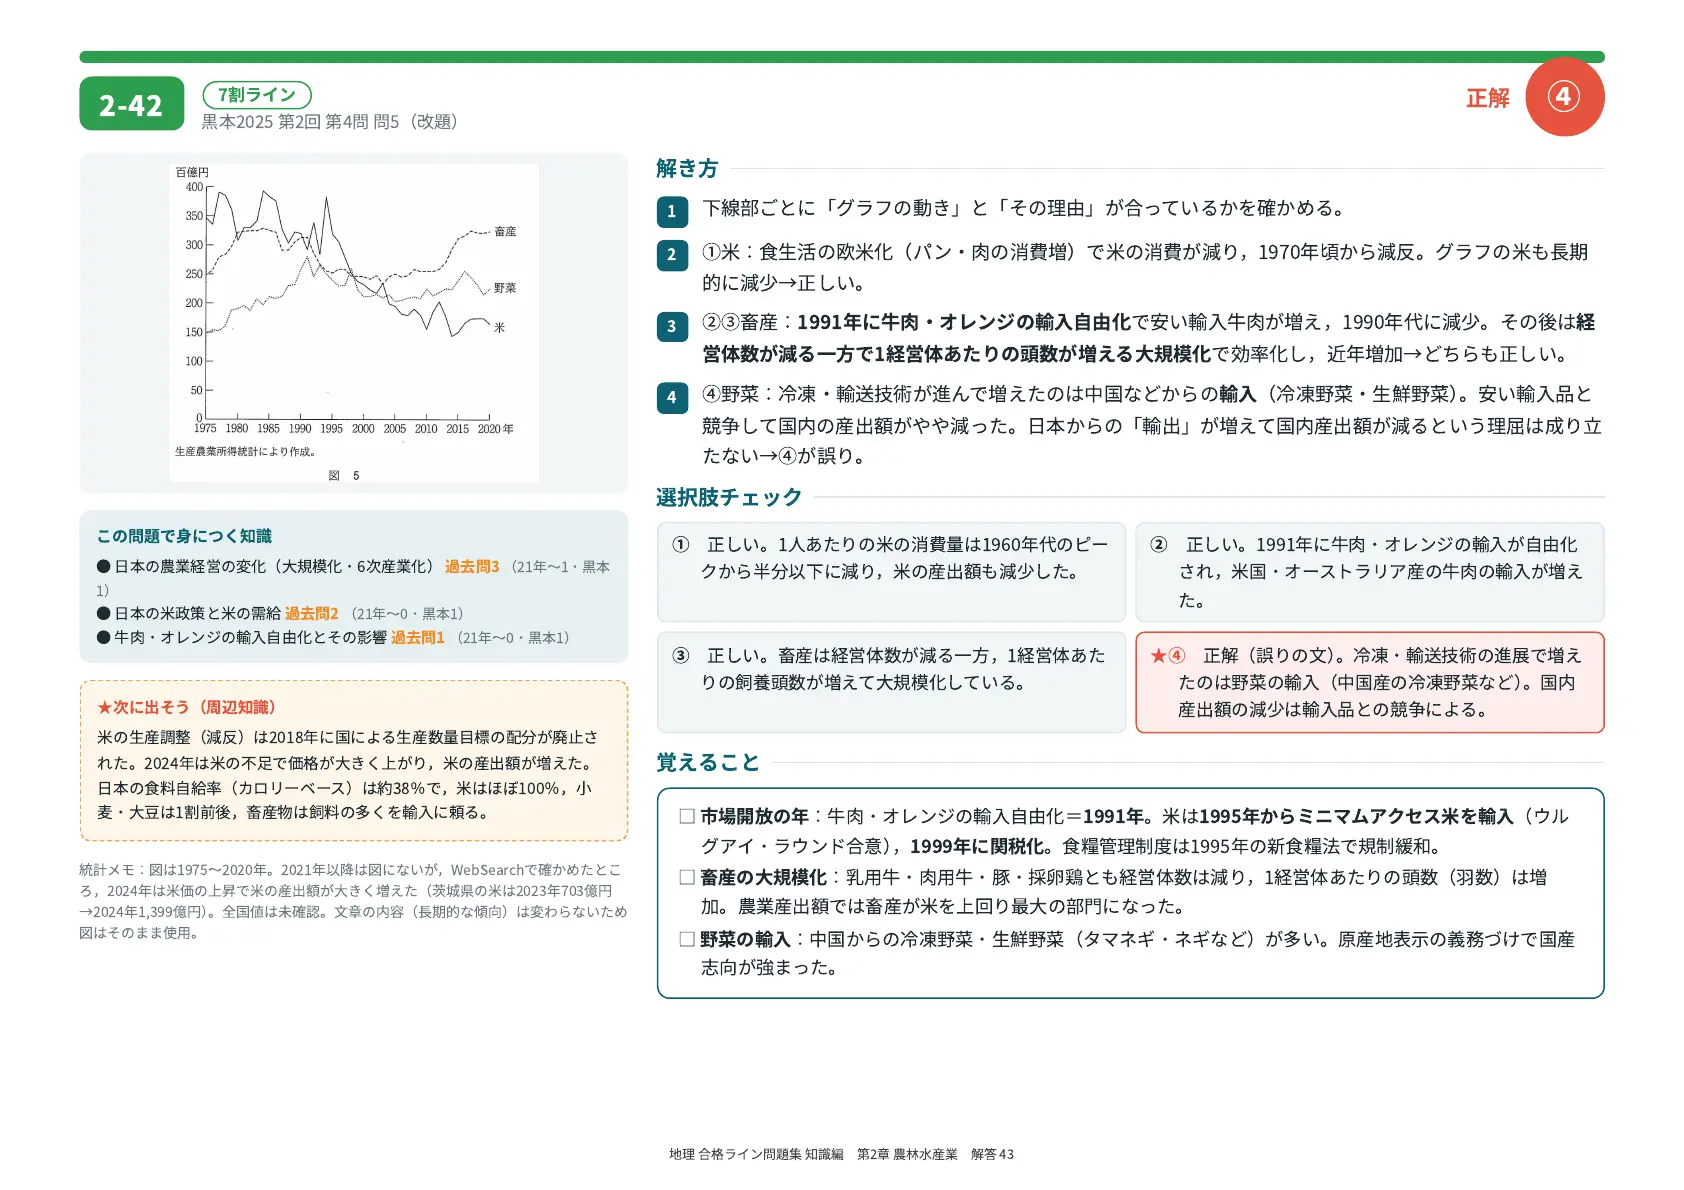 2-42
7割ライン
黒本2025 第2回 第4問 問5（改題）
正解 ④
百億円
400
350
300
250
200
150
100
50
0
畜産
野菜
米
1975 1980 1985 1990 1995 2000 2005 2010 2015 2020年
生産農業所得統計により作成。
図 5
この問題で身につく知識
●日本の農業経営の変化（大規模化・6次産業化） 過去問3 （21年〜1・黒本
1）
●日本の米政策と米の需給 過去問2 （21年〜0・黒本1）
●牛肉・オレンジの輸入自由化とその影響 過去問1 （21年〜0・黒本1）
★次に出そう（周辺知識）
米の生産調整（減反）は2018年に国による生産数量目標の配分が廃止さ
れた。2024年は米の不足で価格が大きく上がり，米の産出額が増えた。
日本の食料自給率（カロリーベース）は約38％で，米はほぼ100％，小
麦・大豆は1割前後，畜産物は飼料の多くを輸入に頼る。
統計メモ：図は1975〜2020年。2021年以降は図にないが，WebSearchで確かめたとこ
ろ，2024年は米価の上昇で米の産出額が大きく増えた（茨城県の米は2023年703億円
→2024年1,399億円）。全国値は未確認。文章の内容（長期的な傾向）は変わらないため
図はそのまま使用。
解き方
1 下線部ごとに「グラフの動き」と「その理由」が合っているかを確かめる。
2 ①米：食生活の欧米化（パン・肉の消費増）で米の消費が減り，1970年頃から減反。グラフの米も長期
的に減少→正しい。
3 ②③畜産：1991年に牛肉・オレンジの輸入自由化で安い輸入牛肉が増え，1990年代に減少。その後は経
営体数が減る一方で1経営体あたりの頭数が増える大規模化で効率化し，近年増加→どちらも正しい。
4 ④野菜：冷凍・輸送技術が進んで増えたのは中国などからの輸入（冷凍野菜・生鮮野菜）。安い輸入品と
競争して国内の産出額がやや減った。日本からの「輸出」が増えて国内産出額が減るという理屈は成り立
たない→④が誤り。
選択肢チェック
① 正しい。1人あたりの米の消費量は1960年代のピー
クから半分以下に減り，米の産出額も減少した。
② 正しい。1991年に牛肉・オレンジの輸入が自由化
され，米国・オーストラリア産の牛肉の輸入が増え
た。
③ 正しい。畜産は経営体数が減る一方，1経営体あた
りの飼養頭数が増えて大規模化している。
★④ 正解（誤りの文）。冷凍・輸送技術の進展で増え
たのは野菜の輸入（中国産の冷凍野菜など）。国内
産出額の減少は輸入品との競争による。
覚えること
□ 市場開放の年：牛肉・オレンジの輸入自由化＝1991年。米は1995年からミニマムアクセス米を輸入（ウル
グアイ・ラウンド合意），1999年に関税化。食糧管理制度は1995年の新食糧法で規制緩和。
□ 畜産の大規模化：乳用牛・肉用牛・豚・採卵鶏とも経営体数は減り，1経営体あたりの頭数（羽数）は増
加。農業産出額では畜産が米を上回り最大の部門になった。
□ 野菜の輸入：中国からの冷凍野菜・生鮮野菜（タマネギ・ネギなど）が多い。原産地表示の義務づけで国産
志向が強まった。
地理 合格ライン問題集 知識編 第2章 農林水産業 解答 43